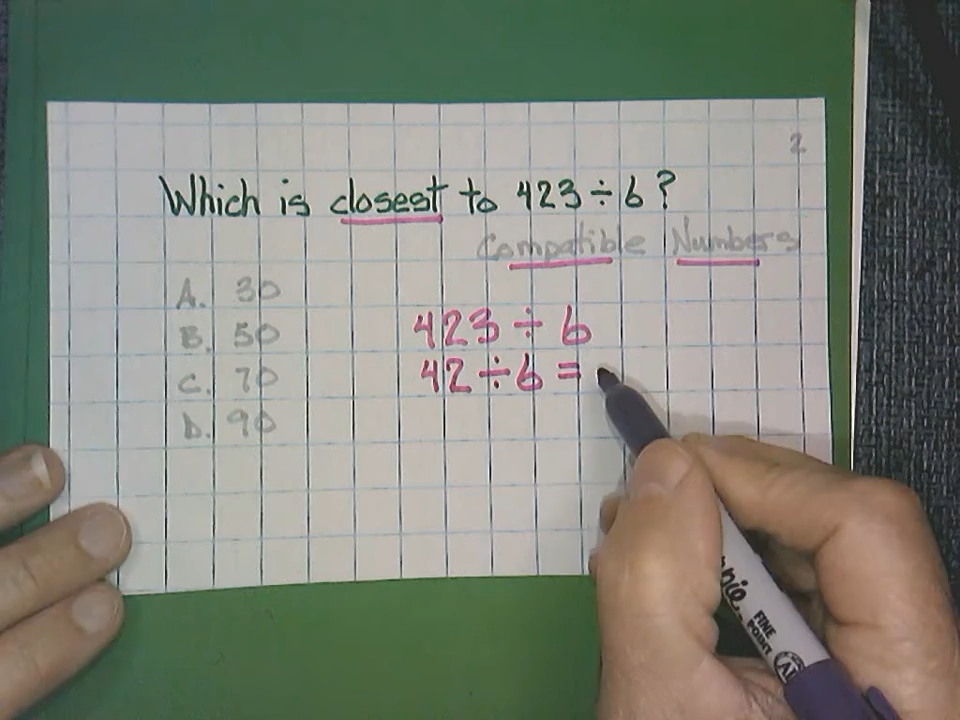 2
Which is closest to 423 ÷ 6?
Compatible Numbers
A. 30
B. 50
C. 70
D. 90
423 ÷ 6
42 ÷ 6 =
FINE
POINT